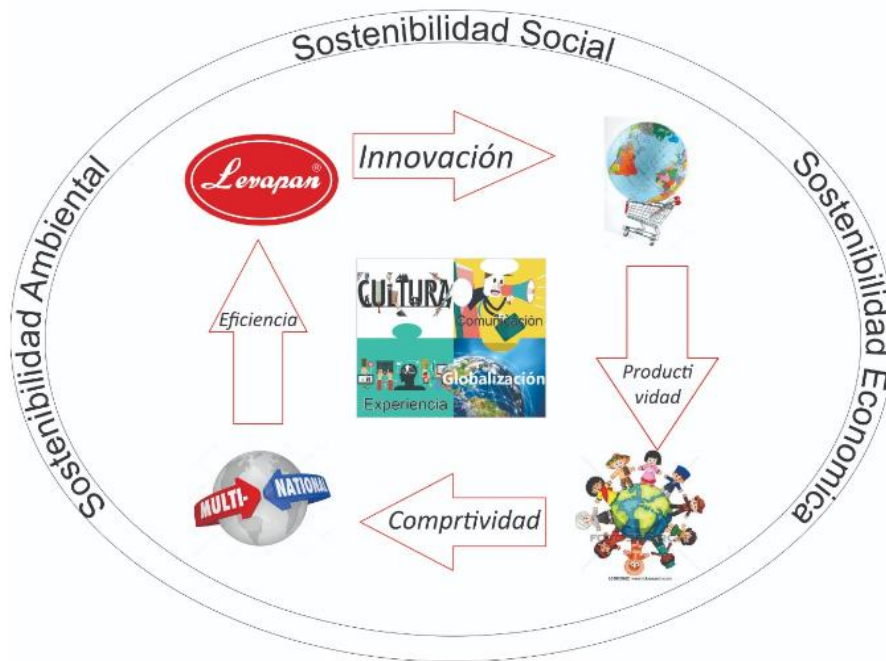 Sostenibilidad Social
Sostenibilidad Ambiental
Sostenibilidad Economica
Levapan®
Innovación
Eficiencia
CULTURA
Comunicación
Experiencia
Globalización
Producti
vidad
MULTI-
NATIONAL
Comprtividad